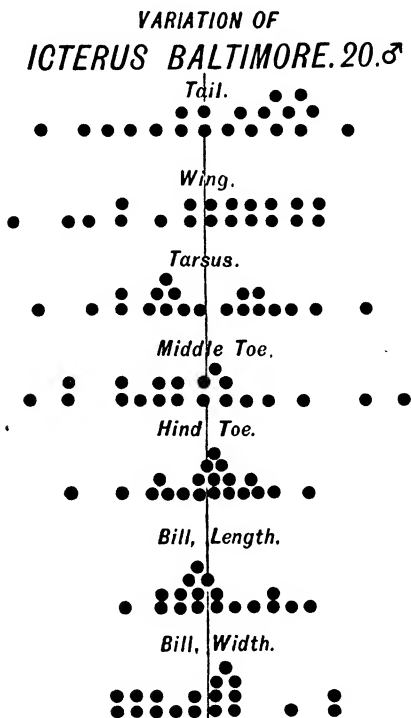 VARIATION OF
ICTERUS BALTIMORE. 20.♂
Tail.
Wing.
Tarsus.
Middle Toe.
Hind Toe.
Bill, Length.
Bill, Width.